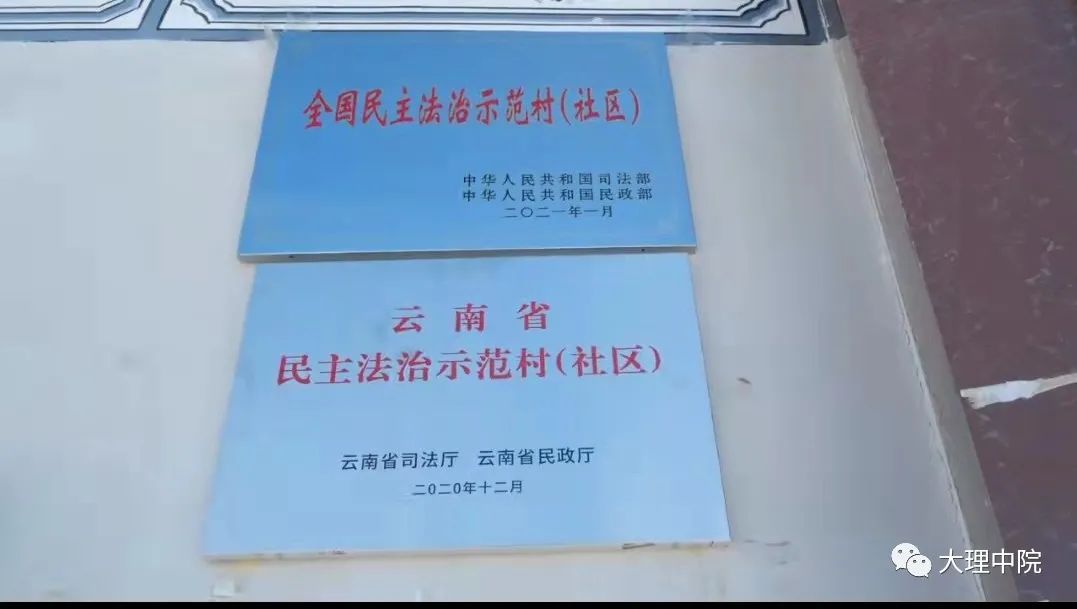 全国民主法治示范村(社区)
中华人民共和国司法部
中华人民共和国民政部
二〇二一年一月
云南省
民主法治示范村(社区)
云南省司法厅 云南省民政厅
二〇二〇年十二月
大理中院